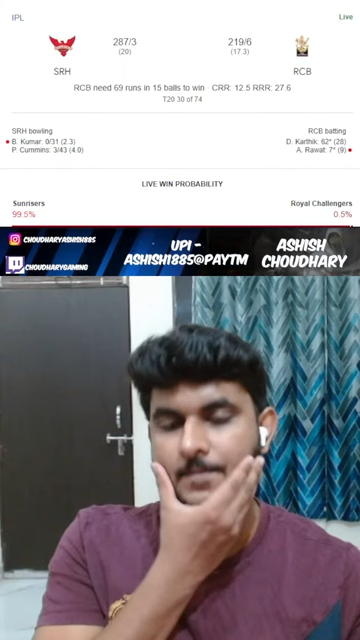 IPL
Live
287/3
(20)
219/6
(17.3)
SRH
RCB
RCB need 69 runs in 15 balls to win · CRR: 12.5 RRR: 27.6
T20 30 of 74
SRH bowling
B. Kumar: 0/31 (2.3)
P. Cummins: 3/43 (4.0)
RCB batting
D. Karthik: 62* (28)
A. Rawat: 7* (9)
LIVE WIN PROBABILITY
Sunrisers
99.5%
Royal Challengers
0.5%
CHOUDHARYASHISH885
CHOUDHARYGAMING
UPI -
ASHISH1885@PAYTM
ASHISH
CHOUDHARY